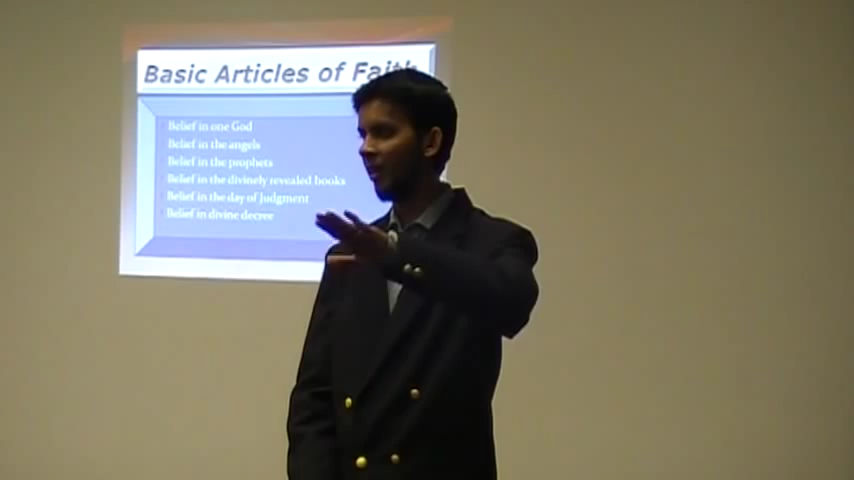 Basic Articles of Faith
Belief in one God
Belief in the angels
Belief in the prophets
Belief in the divinely revealed books
Belief in the day of Judgment
Belief in divine decree